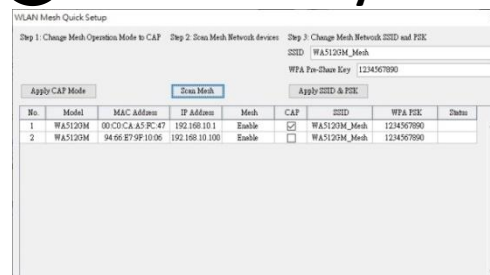 WLAN Mesh Quick Setup
Step 1: Change Mesh Operation Mode to CAP Step 2: Scan Mesh Network devices Step 3: Change Mesh Network SSID and PSK
SSID WA512GM_Mesh
WPA Pre-Share Key 1234567890
Apply CAP Mode Scan Mesh Apply SSID & PSK
No. Model MAC Address IP Address Mesh CAP SSID WPA PSK Status
1 WA512GM 00:C0:CA:A5:FC:47 192.168.10.1 Enable WA512GM_Mesh 1234567890
2 WA512GM 94:66:E7:9F:10:06 192.168.10.100 Enable WA512GM_Mesh 1234567890